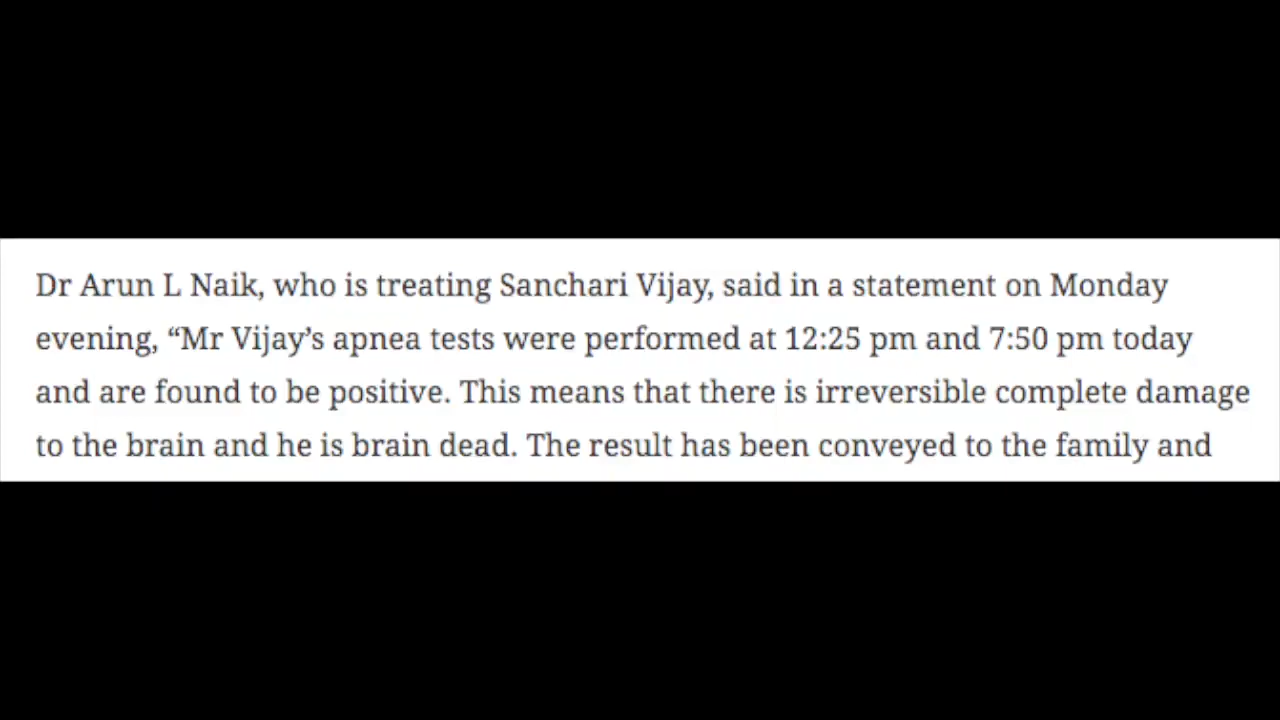 Dr Arun L Naik, who is treating Sanchari Vijay, said in a statement on Monday
evening, “Mr Vijay’s apnea tests were performed at 12:25 pm and 7:50 pm today
and are found to be positive. This means that there is irreversible complete damage
to the brain and he is brain dead. The result has been conveyed to the family and